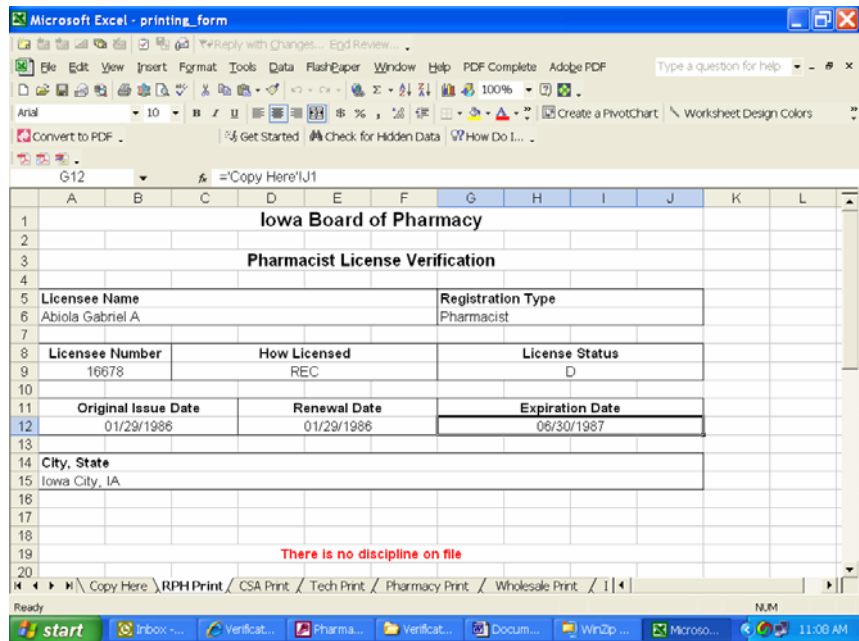 Microsoft Excel - printing_form
Reply with Changes... End Review...
File Edit View Insert Format Tools Data FlashPaper Window Help PDF Complete Adobe PDF Type a question for help
100%
Arial 10 B I U $ % , Create a PivotChart Worksheet Design Colors
Convert to PDF Get Started Check for Hidden Data How Do I...
G12 fx ='Copy Here'!J1
A B C D E F G H I J K L
1 Iowa Board of Pharmacy
2
3 Pharmacist License Verification
4
5 Licensee Name Registration Type
6 Abiola Gabriel A Pharmacist
7
8 Licensee Number How Licensed License Status
9 16678 REC D
10
11 Original Issue Date Renewal Date Expiration Date
12 01/29/1986 01/29/1986 06/30/1987
13
14 City, State
15 Iowa City, IA
16
17
18
19 There is no discipline on file
20
Copy Here RPH Print CSA Print Tech Print Pharmacy Print Wholesale Print I
Ready NUM
start Inbox -... Verificat... Pharma... Verificat... Docum... WinZip ... Microso... 11:08 AM